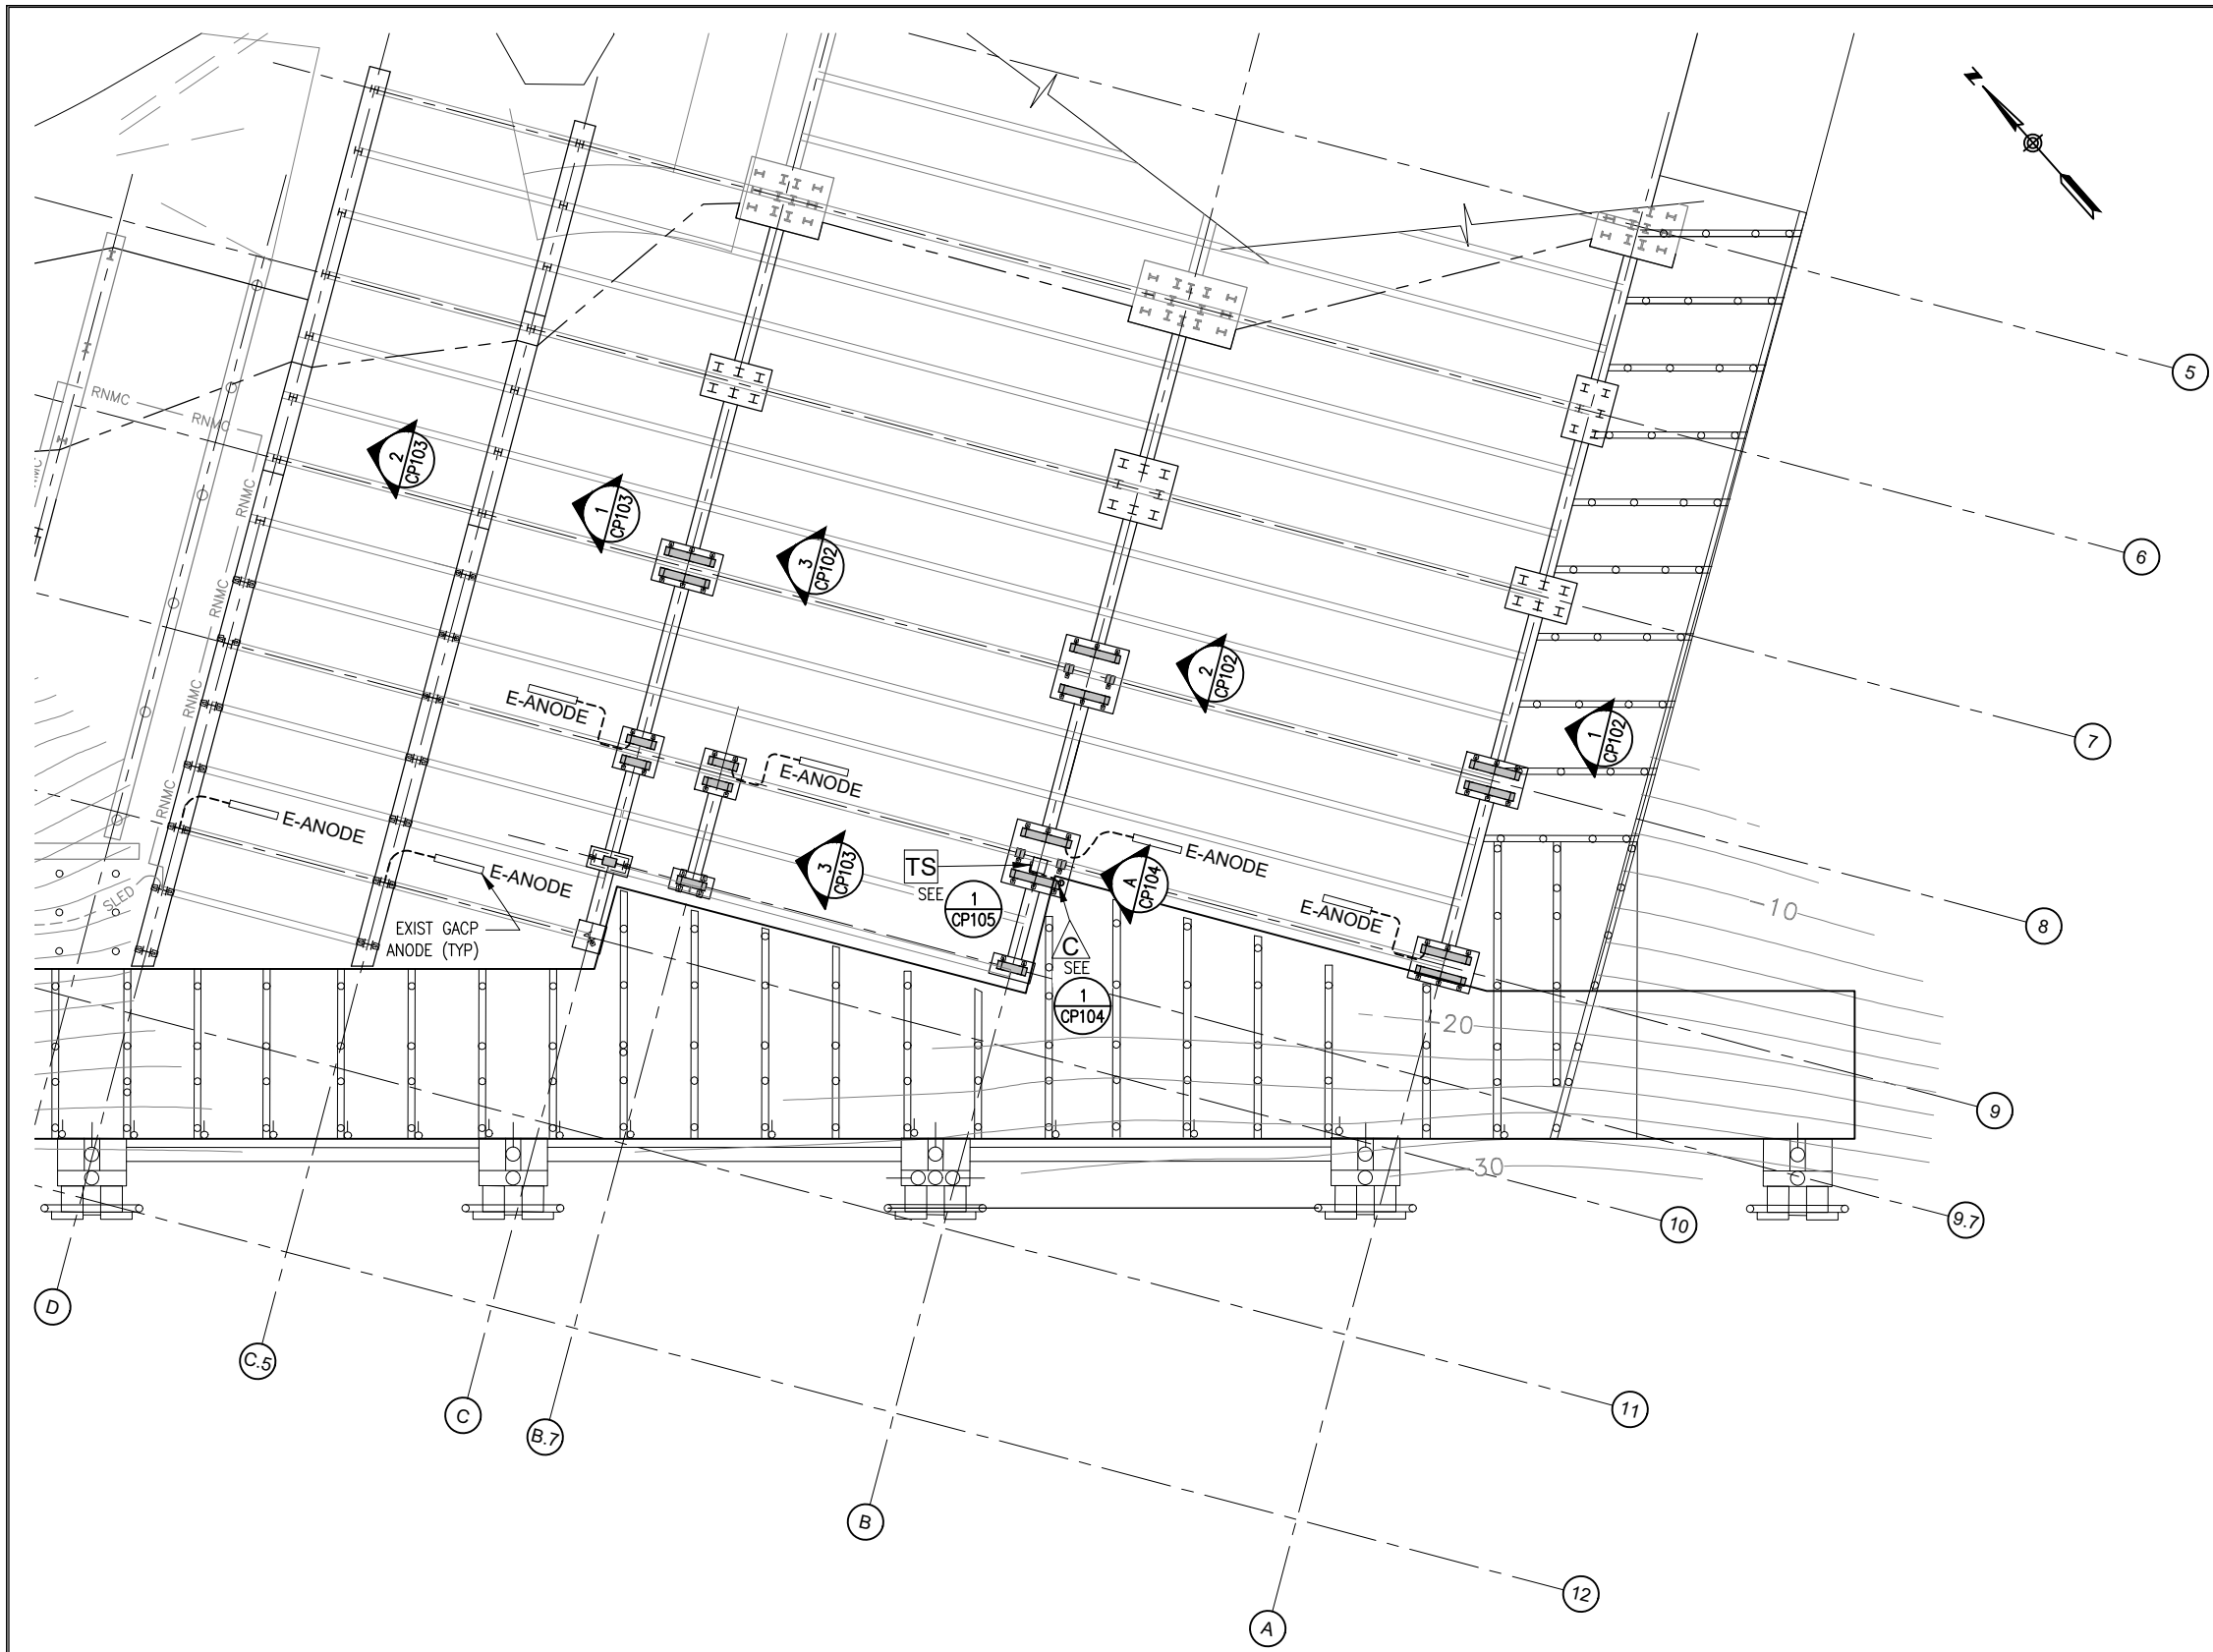 N
5
6
7
8
9
9.7
10
11
12
RNMC
RNMC
RNMC
RNMC
RNMC
RNMC
RNMC
2
CP103
1
CP103
3
CP102
2
CP102
1
CP102
E-ANODE
E-ANODE
E-ANODE
E-ANODE
E-ANODE
E-ANODE
3
CP103
A
CP104
TS
SEE
1
CP105
C
SEE
1
CP104
EXIST GACP
ANODE (TYP)
SLED
-10
-20
-30
D
C.5
C
B.7
B
A